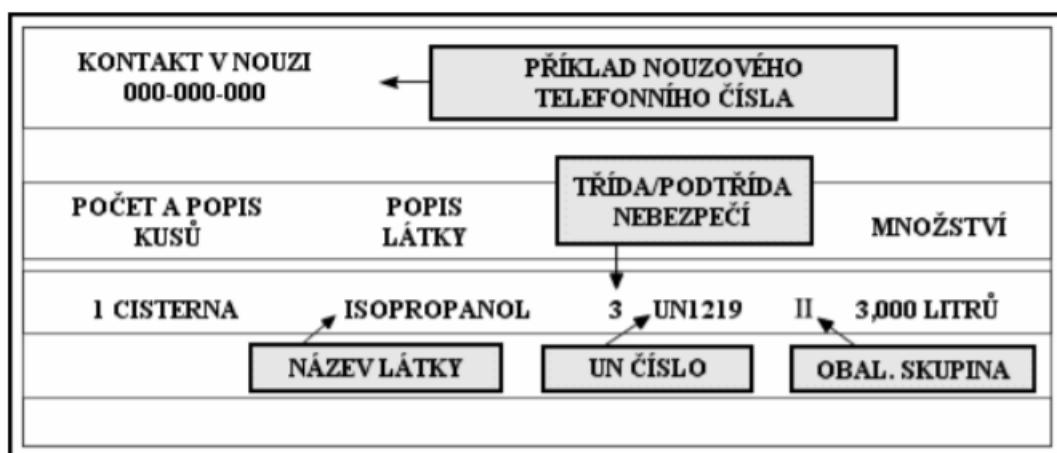 KONTAKT V NOUZI
000-000-000
PŘÍKLAD NOUZOVÉHO
TELEFONNÍHO ČÍSLA
POČET A POPIS
KUSŮ
POPIS
LÁTKY
TŘÍDA/PODTŘÍDA
NEBEZPEČÍ
MNOŽSTVÍ
1 CISTERNA ISOPROPANOL 3 UN1219 II 3,000 LITRŮ
NÁZEV LÁTKY UN ČÍSLO OBAL. SKUPINA